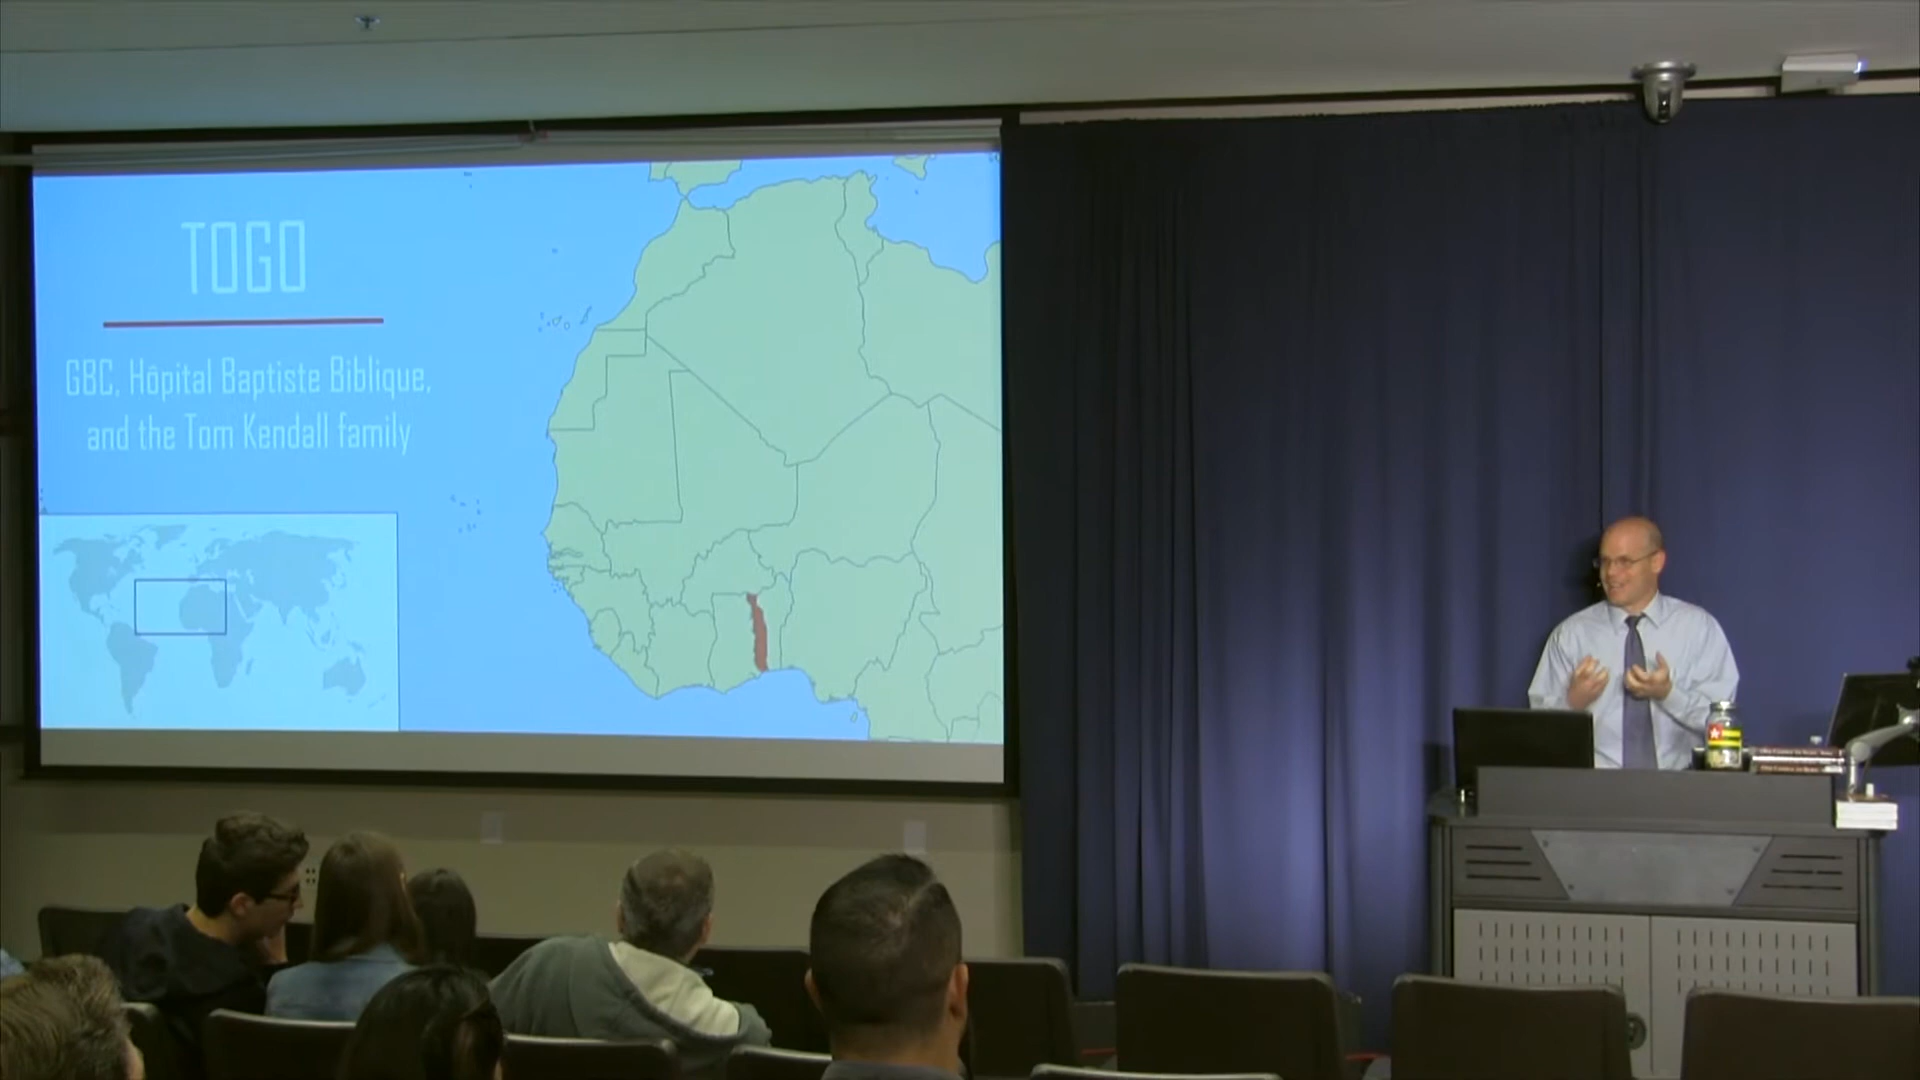 TOGO
GBC, Hôpital Baptiste Biblique,
and the Tom Kendall family